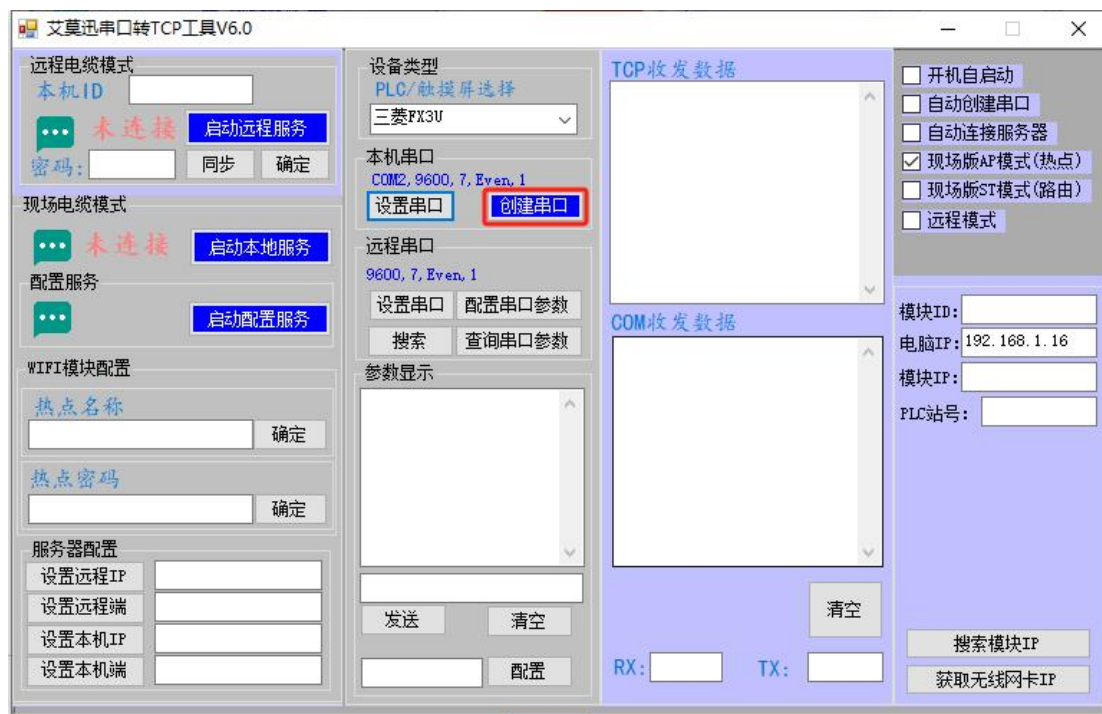 艾莫迅串口转TCP工具V6.0
远程电缆模式
本机ID
未连接
启动远程服务
密码:
同步
确定
现场电缆模式
未连接
启动本地服务
配置服务
启动配置服务
WIFI模块配置
热点名称
确定
热点密码
确定
服务器配置
设置远程IP
设置远程端
设置本机IP
设置本机端
设备类型
PLC/触摸屏选择
三菱FX3U
本机串口
COM2,9600,7,Even,1
设置串口
创建串口
远程串口
9600,7,Even,1
设置串口
配置串口参数
搜索
查询串口参数
参数显示
发送
清空
配置
TCP收发数据
COM收发数据
清空
RX:
TX:
开机自启动
自动创建串口
自动连接服务器
现场版AP模式(热点)
现场版ST模式(路由)
远程模式
模块ID:
电脑IP:
192.168.1.16
模块IP:
PLC站号:
搜索模块IP
获取无线网卡IP